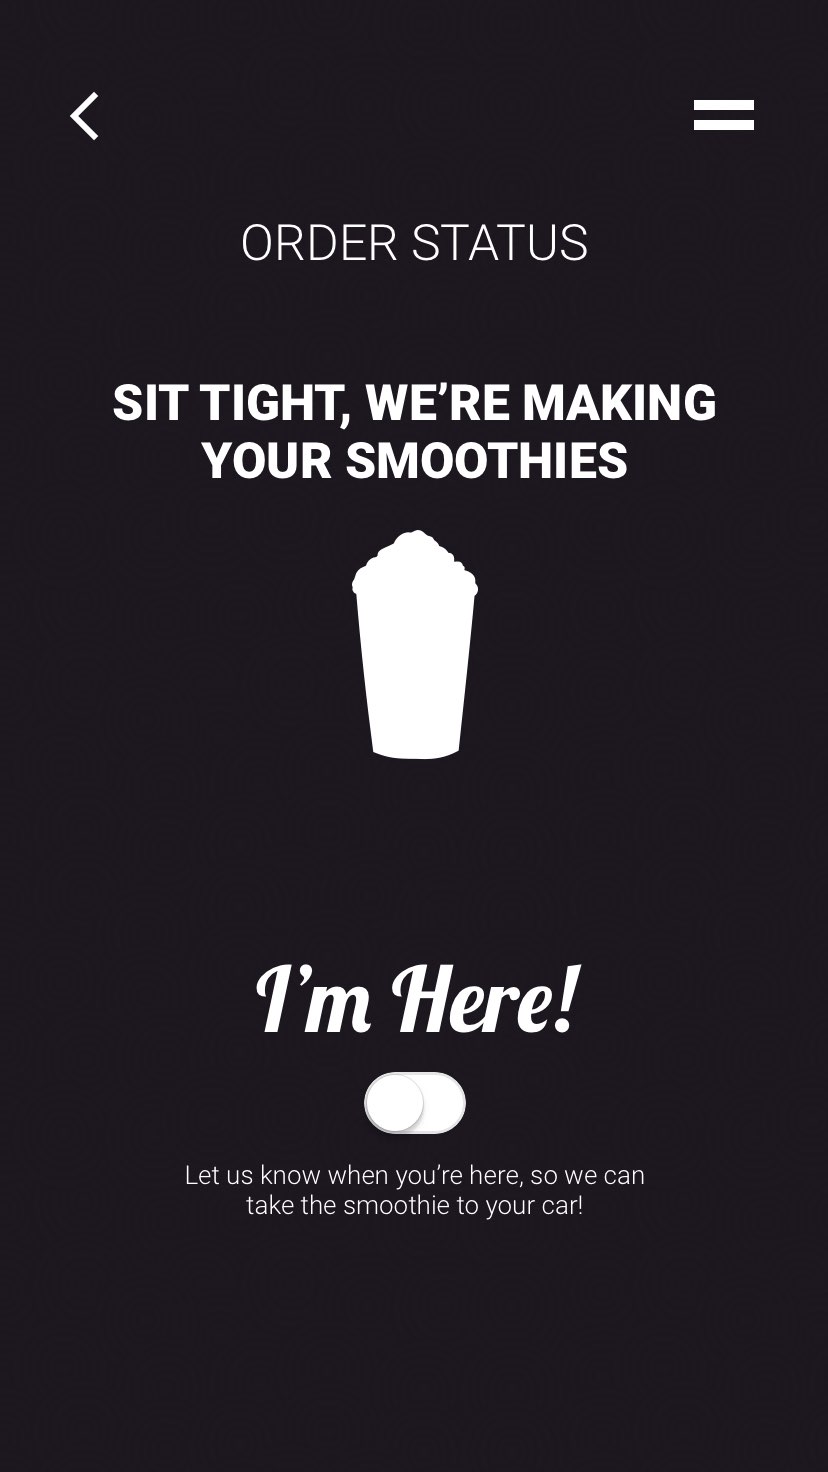 ORDER STATUS
SIT TIGHT, WE’RE MAKING
YOUR SMOOTHIES
I’m Here!
Let us know when you’re here, so we can
take the smoothie to your car!